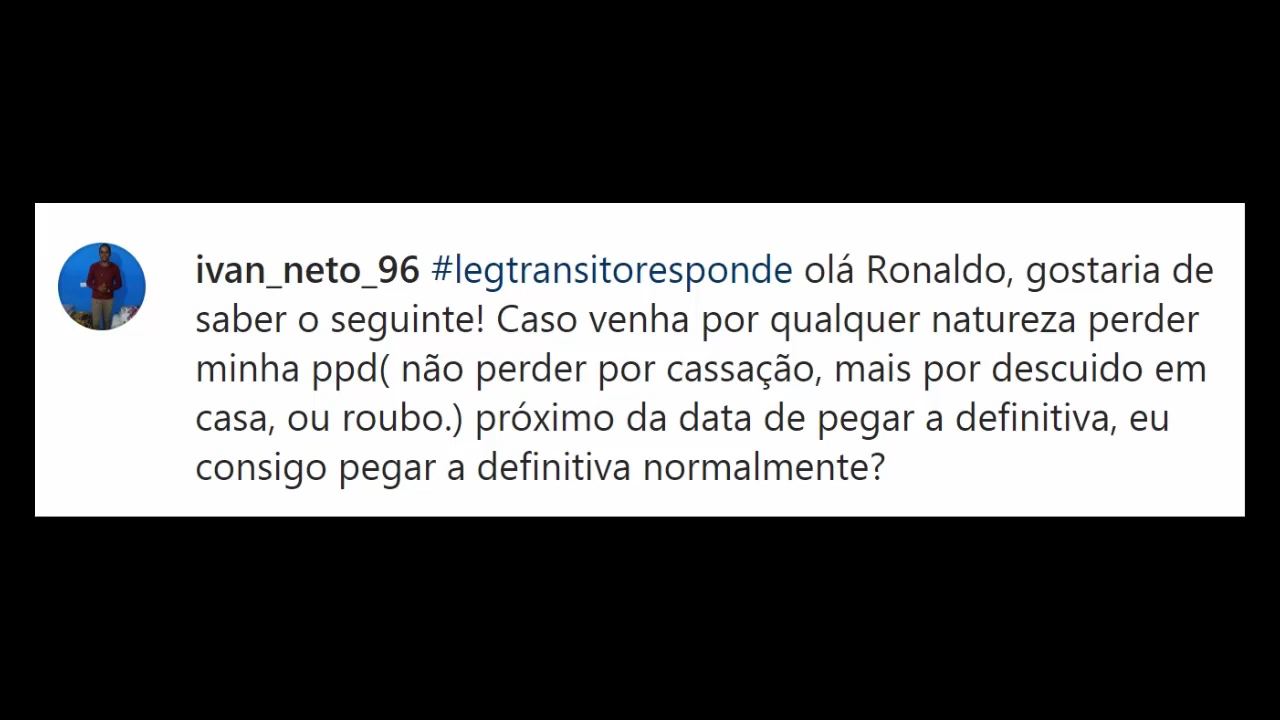 ivan_neto_96 #legtransitoresponde olá Ronaldo, gostaria de
saber o seguinte! Caso venha por qualquer natureza perder
minha ppd( não perder por cassação, mais por descuido em
casa, ou roubo.) próximo da data de pegar a definitiva, eu
consigo pegar a definitiva normalmente?